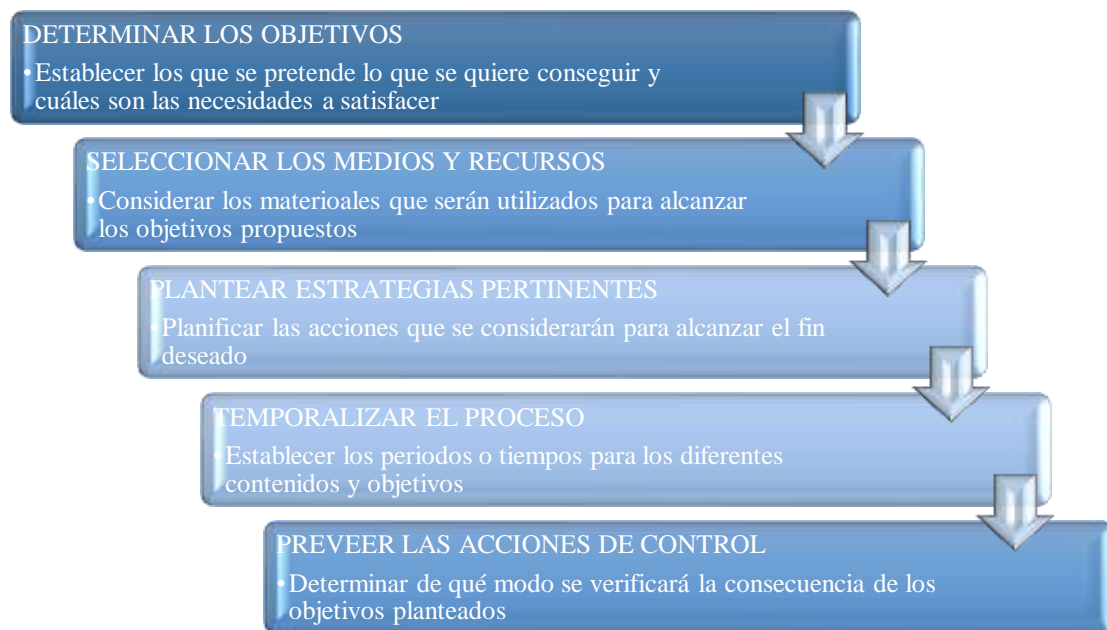 DETERMINAR LOS OBJETIVOS
•Establecer los que se pretende lo que se quiere conseguir y
cuáles son las necesidades a satisfacer
SELECCIONAR LOS MEDIOS Y RECURSOS
•Considerar los materioales que serán utilizados para alcanzar
los objetivos propuestos
PLANTEAR ESTRATEGIAS PERTINENTES
•Planificar las acciones que se considerarán para alcanzar el fin
deseado
TEMPORALIZAR EL PROCESO
•Establecer los periodos o tiempos para los diferentes
contenidos y objetivos
PREVEER LAS ACCIONES DE CONTROL
•Determinar de qué modo se verificará la consecuencia de los
objetivos planteados